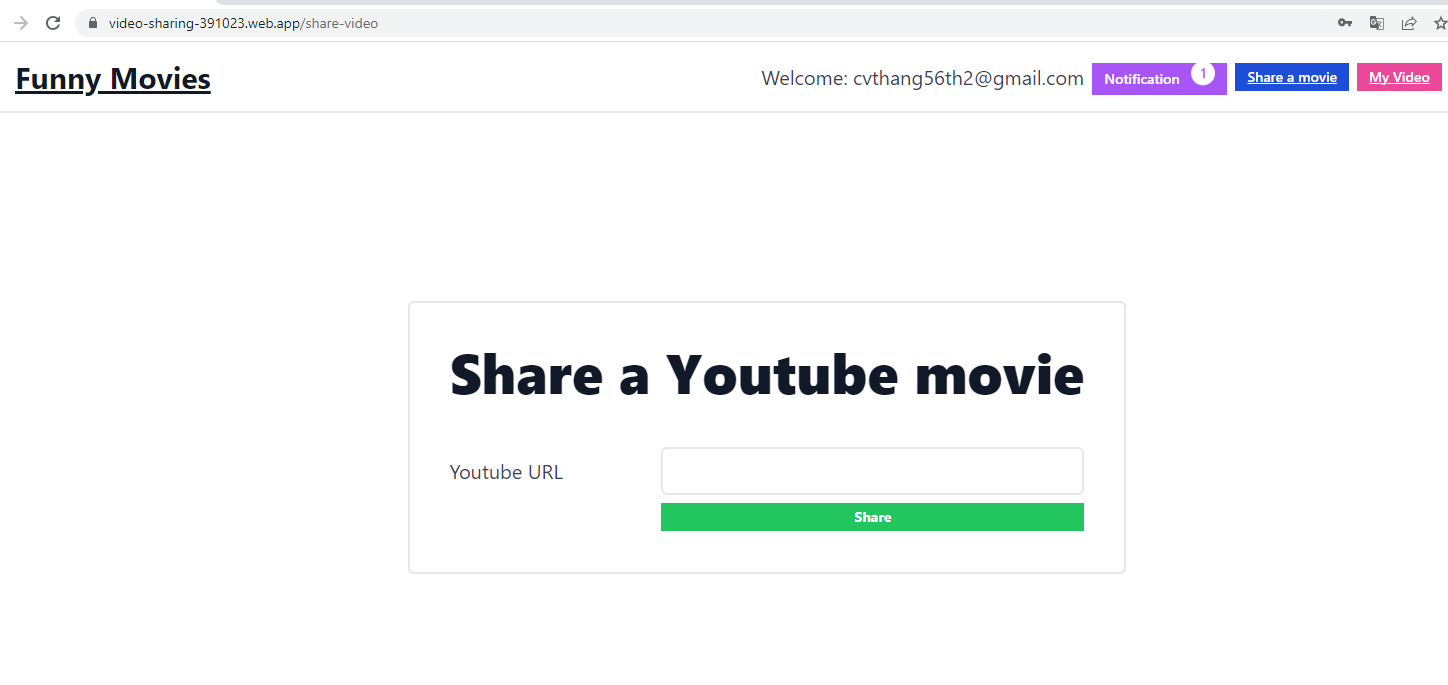 video-sharing-391023.web.app/share-video
Funny Movies
Welcome: cvthang56th2@gmail.com
Notification 1
Share a movie
My Video
Share a Youtube movie
Youtube URL
Share